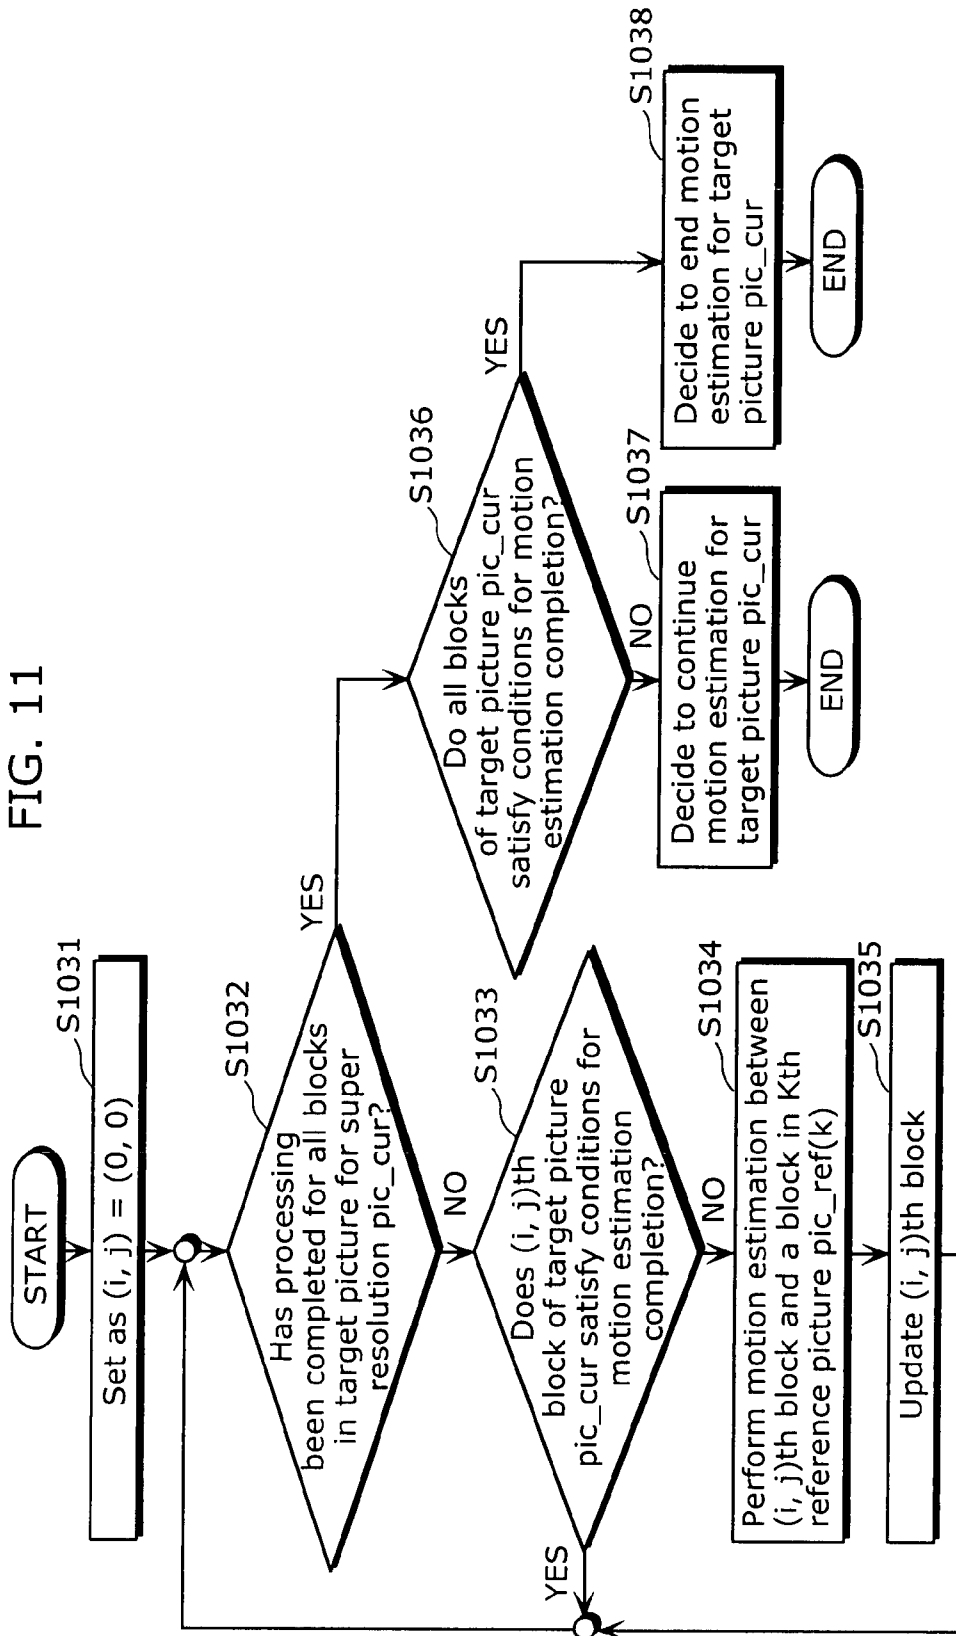 FIG. 11
START
S1031
Set as (i, j) = (0, 0)
S1032
Has processing
been completed for all blocks
in target picture for super
resolution pic_cur?
YES
NO
S1033
Does (i, j)th
block of target picture
pic_cur satisfy conditions for
motion estimation
completion?
YES
NO
S1034
Perform motion estimation between
(i, j)th block and a block in Kth
reference picture pic_ref(k)
S1035
Update (i, j)th block
S1036
Do all blocks
of target picture pic_cur
satisfy conditions for motion
estimation completion?
YES
NO
S1037
Decide to continue
motion estimation for
target picture pic_cur
END
S1038
Decide to end motion
estimation for target
picture pic_cur
END